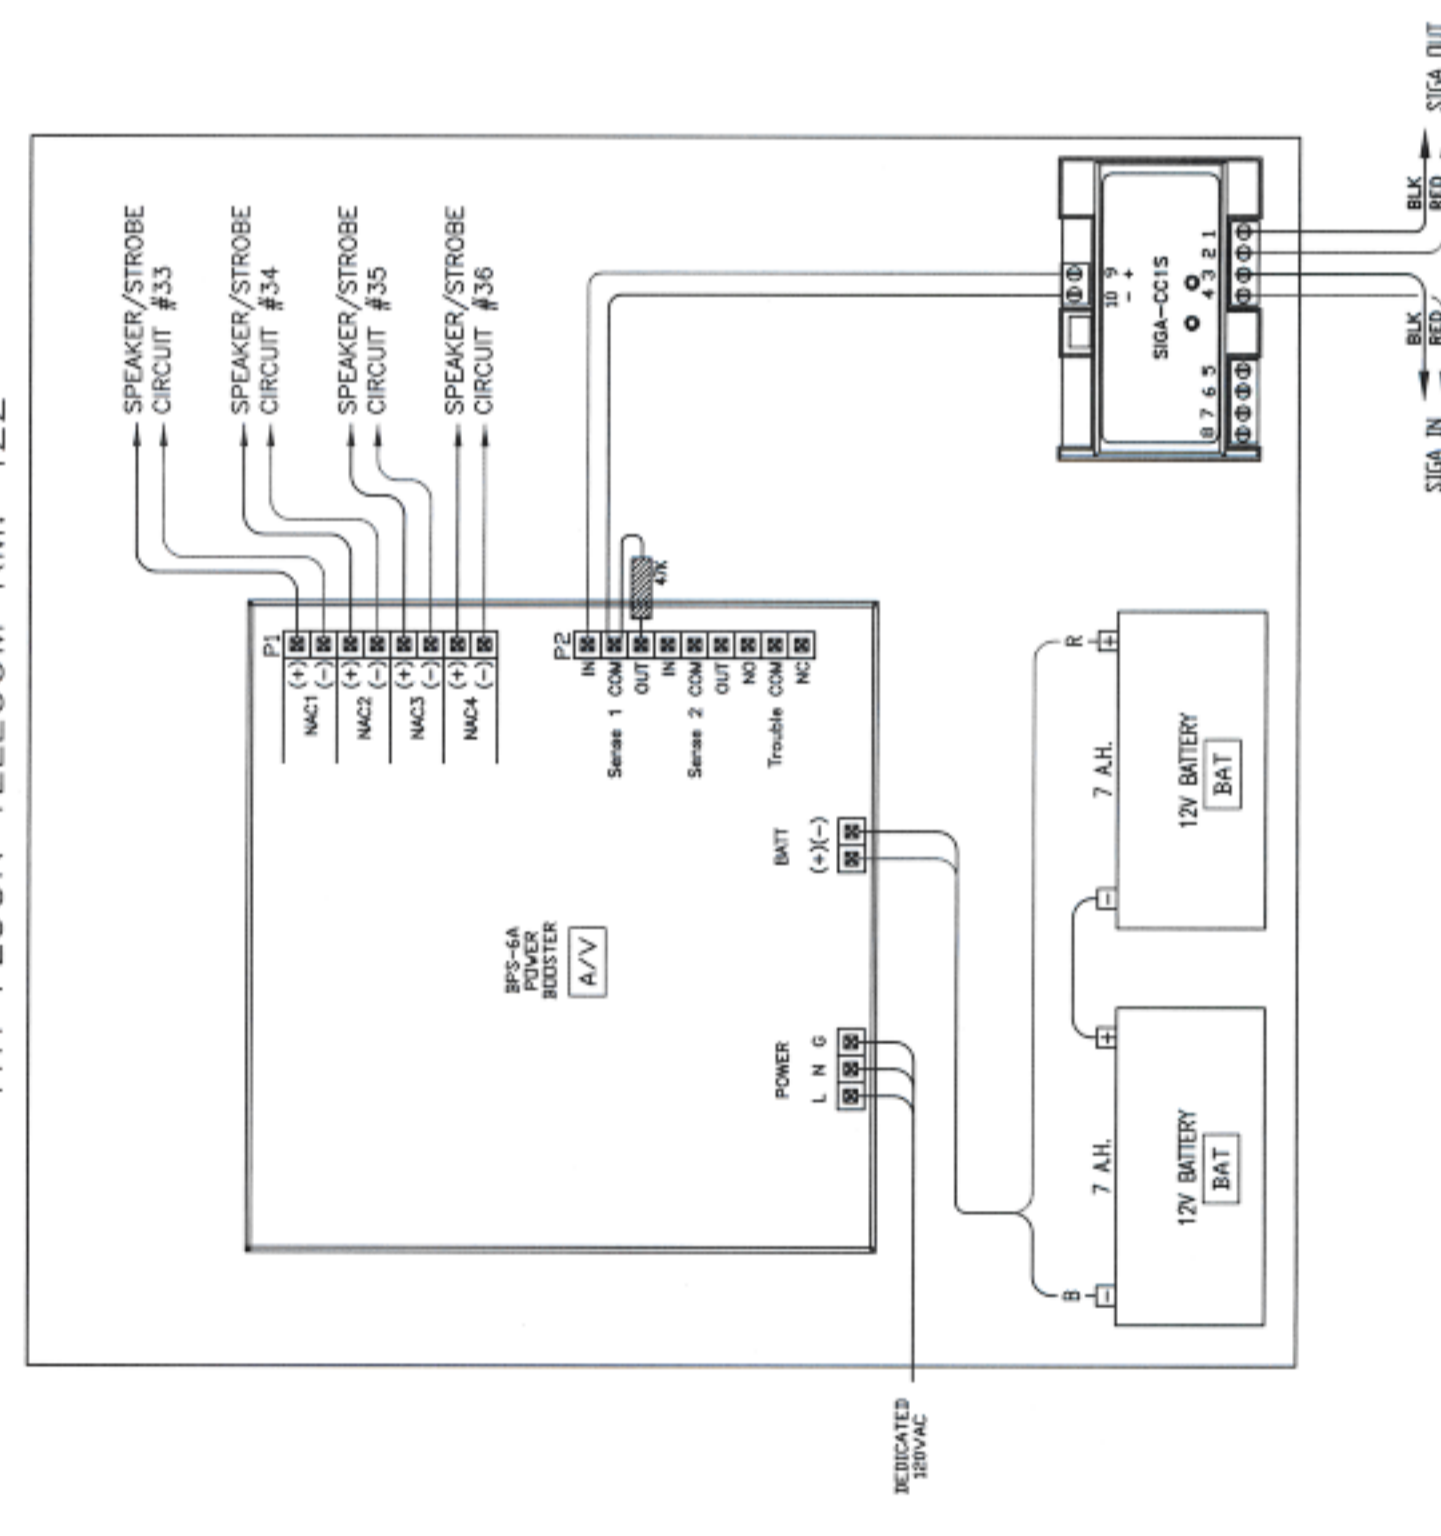 SPEAKER/STROBE
CIRCUIT #33
SPEAKER/STROBE
CIRCUIT #34
SPEAKER/STROBE
CIRCUIT #35
SPEAKER/STROBE
CIRCUIT #36
P1
(+)
(-)
NAC1
(+)
(-)
NAC2
(+)
(-)
NAC3
(+)
(-)
NAC4
P2
IN
Sense 1 COM
OUT
47K
IN
Sense 2 COM
OUT
NO
Trouble COM
NC
BPS-6A
POWER
BOOSTER
A/V
POWER
L N G
BATT
(+)(-)
DEDICATED
120VAC
B
-
7 A.H.
12V BATTERY
BAT
+
-
7 A.H.
12V BATTERY
BAT
R
+
10 9
- +
SIGA-CC1S
8 7 6 5 4 3 2 1
BLK
RED
SIGA IN
BLK
RED
SIGA OUT